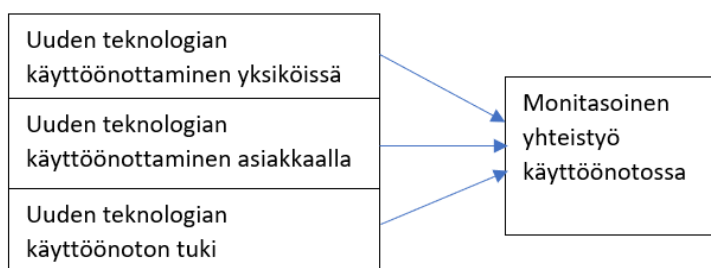 Uuden teknologian
käyttöönottaminen yksiköissä
Uuden teknologian
käyttöönottaminen asiakkaalla
Uuden teknologian
käyttöönoton tuki
Monitasoinen
yhteistyö
käyttöönotossa